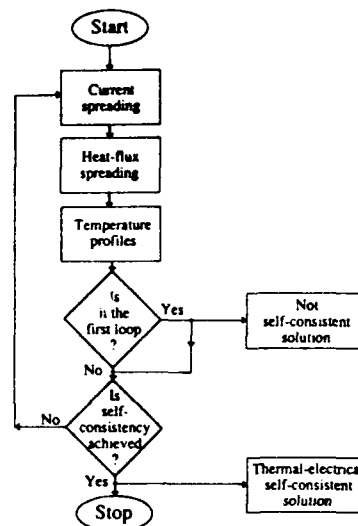 Start
Current
spreading
Heat-flux
spreading
Temperature
profiles
Is
it the
first loop
?
Yes
Not
self-consistent
solution
No
Is
self-
consistency
achieved
?
No
Yes
Thermal-electrical
self-consistent
solution
Stop